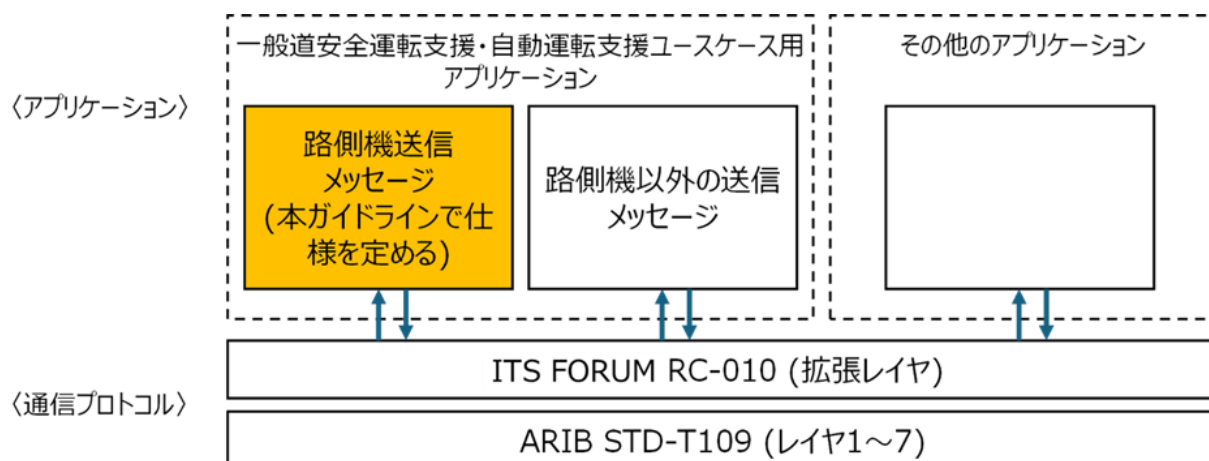 一般道安全運転支援・自動運転支援ユースケース用
アプリケーション
その他のアプリケーション
〈アプリケーション〉
路側機送信
メッセージ
(本ガイドラインで仕
様を定める)
路側機以外の送信
メッセージ
ITS FORUM RC-010 (拡張レイヤ)
〈通信プロトコル〉
ARIB STD-T109 (レイヤ1～7)